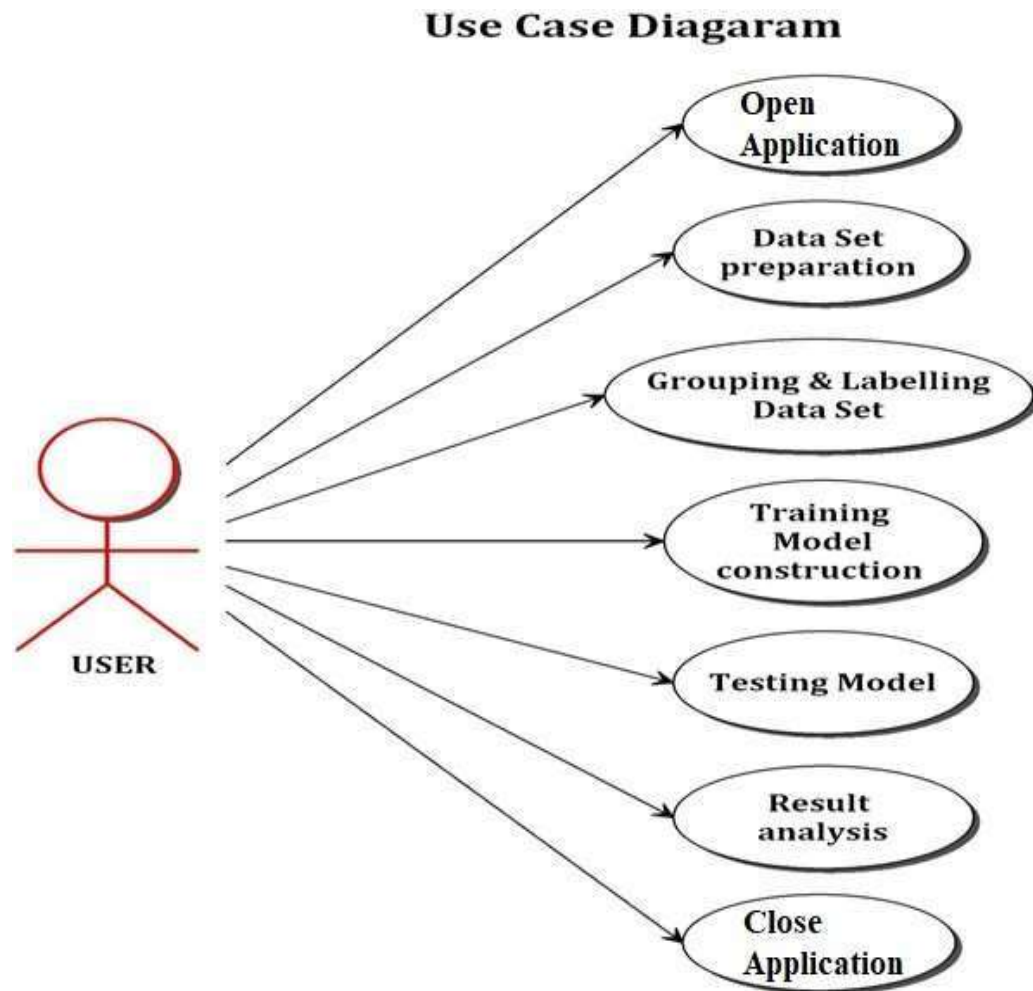 Use Case Diagaram
Open
Application
Data Set
preparation
Grouping & Labelling
Data Set
Training
Model
construction
USER
Testing Model
Result
analysis
Close
Application